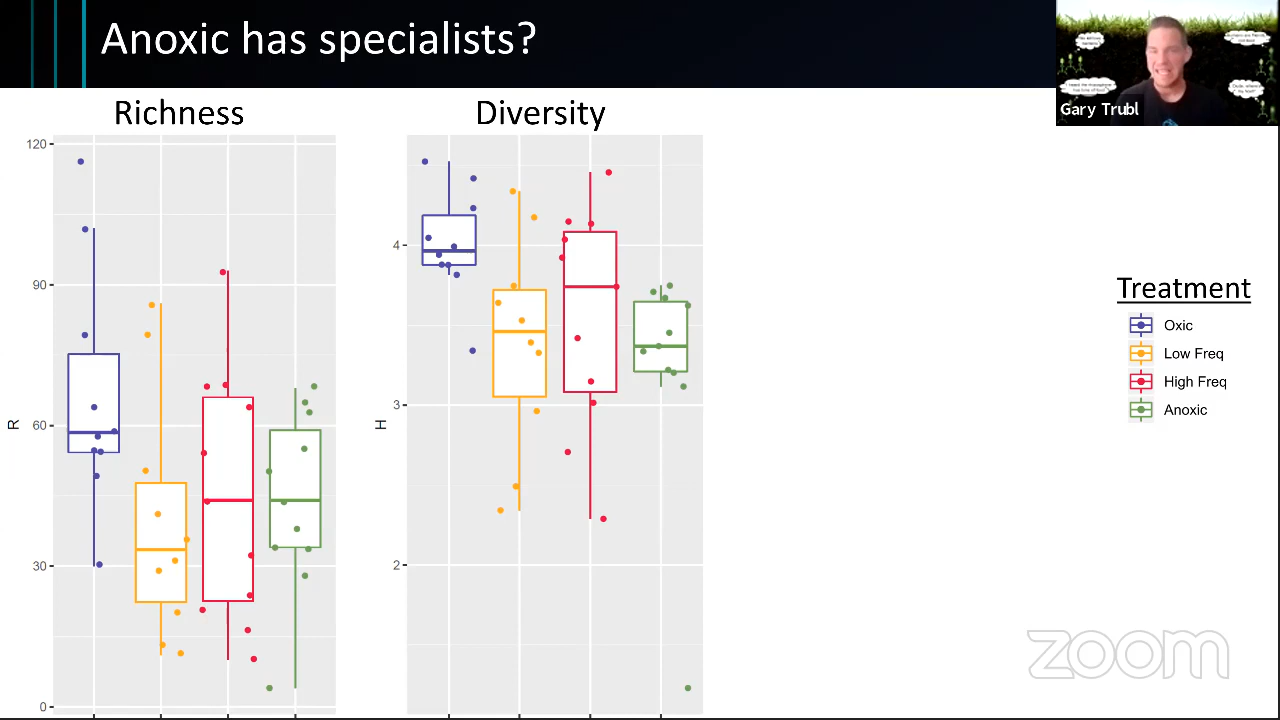 Anoxic has specialists?
Gary Trubl
Richness
Diversity
120
90
60
30
0
R
4
3
2
H
Treatment
Oxic
Low Freq
High Freq
Anoxic
zoom